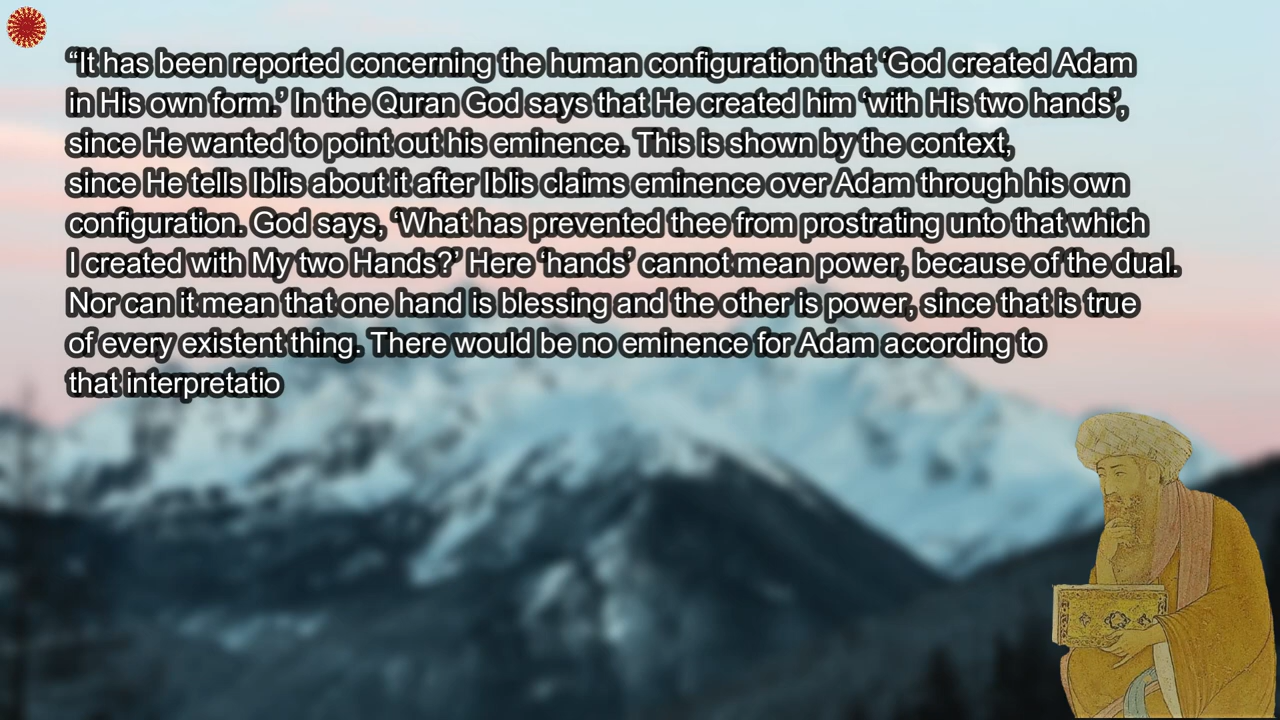 “It has been reported concerning the human configuration that ‘God created Adam
in His own form.’ In the Quran God says that He created him ‘with His two hands’,
since He wanted to point out his eminence. This is shown by the context,
since He tells Iblis about it after Iblis claims eminence over Adam through his own
configuration. God says, ‘What has prevented thee from prostrating unto that which
I created with My two Hands?’ Here ‘hands’ cannot mean power, because of the dual.
Nor can it mean that one hand is blessing and the other is power, since that is true
of every existent thing. There would be no eminence for Adam according to
that interpretatio